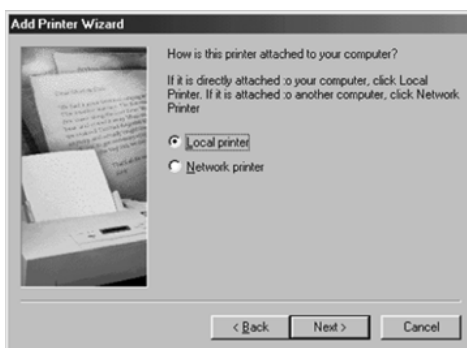 Add Printer Wizard
How is this printer attached to your computer?
If it is directly attached :o your computer, click Local
Printer. If it is attached :o another computer, click Network
Printer
Local printer
Network printer
< Back
Next >
Cancel